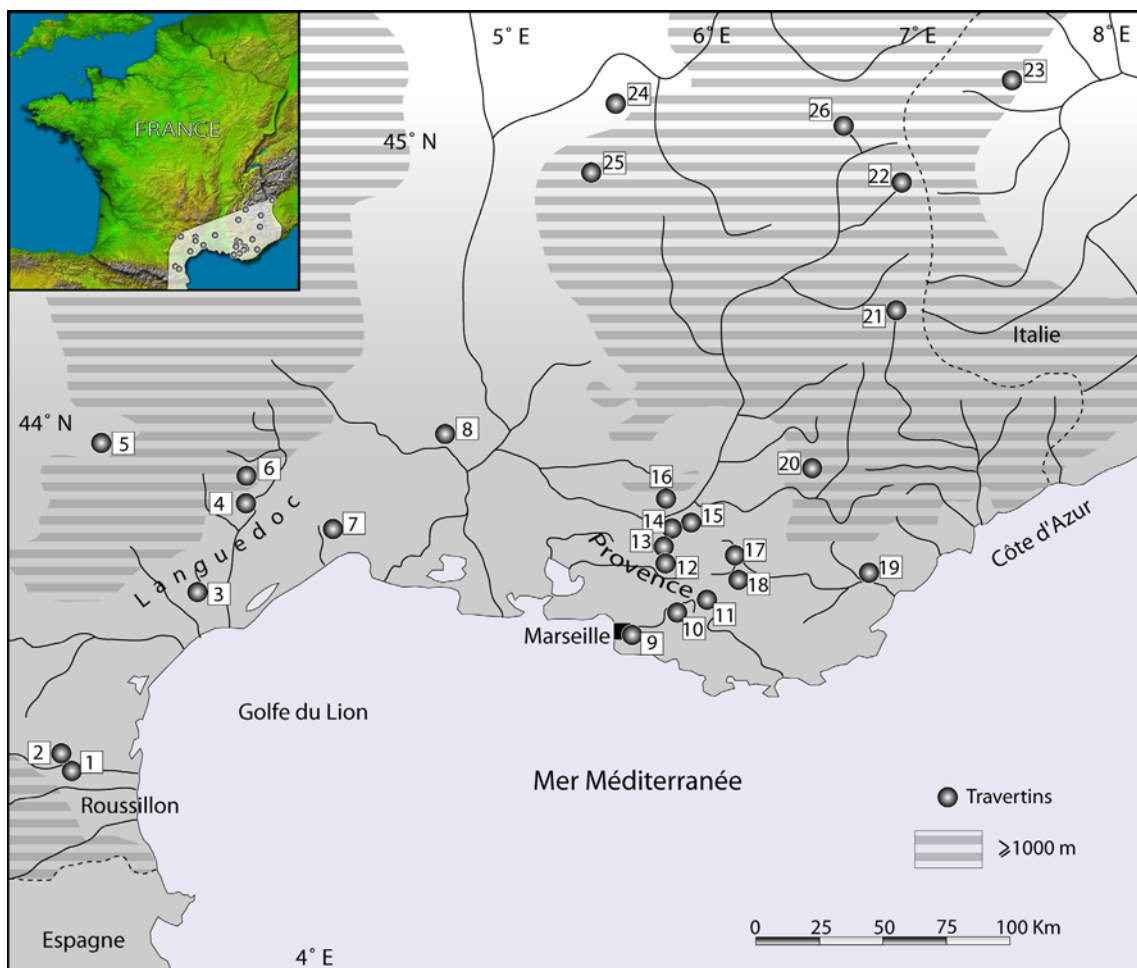 FRANCE
5° E
6° E
7° E
8° E
23
24
26
45° N
25
22
21
Italie
44° N
5
8
6
20
4
16
Languedoc
7
14
15
13
Provence
17
Côte d'Azur
12
19
3
18
11
10
Marseille
9
Golfe du Lion
2
1
Mer Méditerranée
Roussillon
Travertins
⩾1000 m
Espagne
4° E
0 25 50 75 100 Km